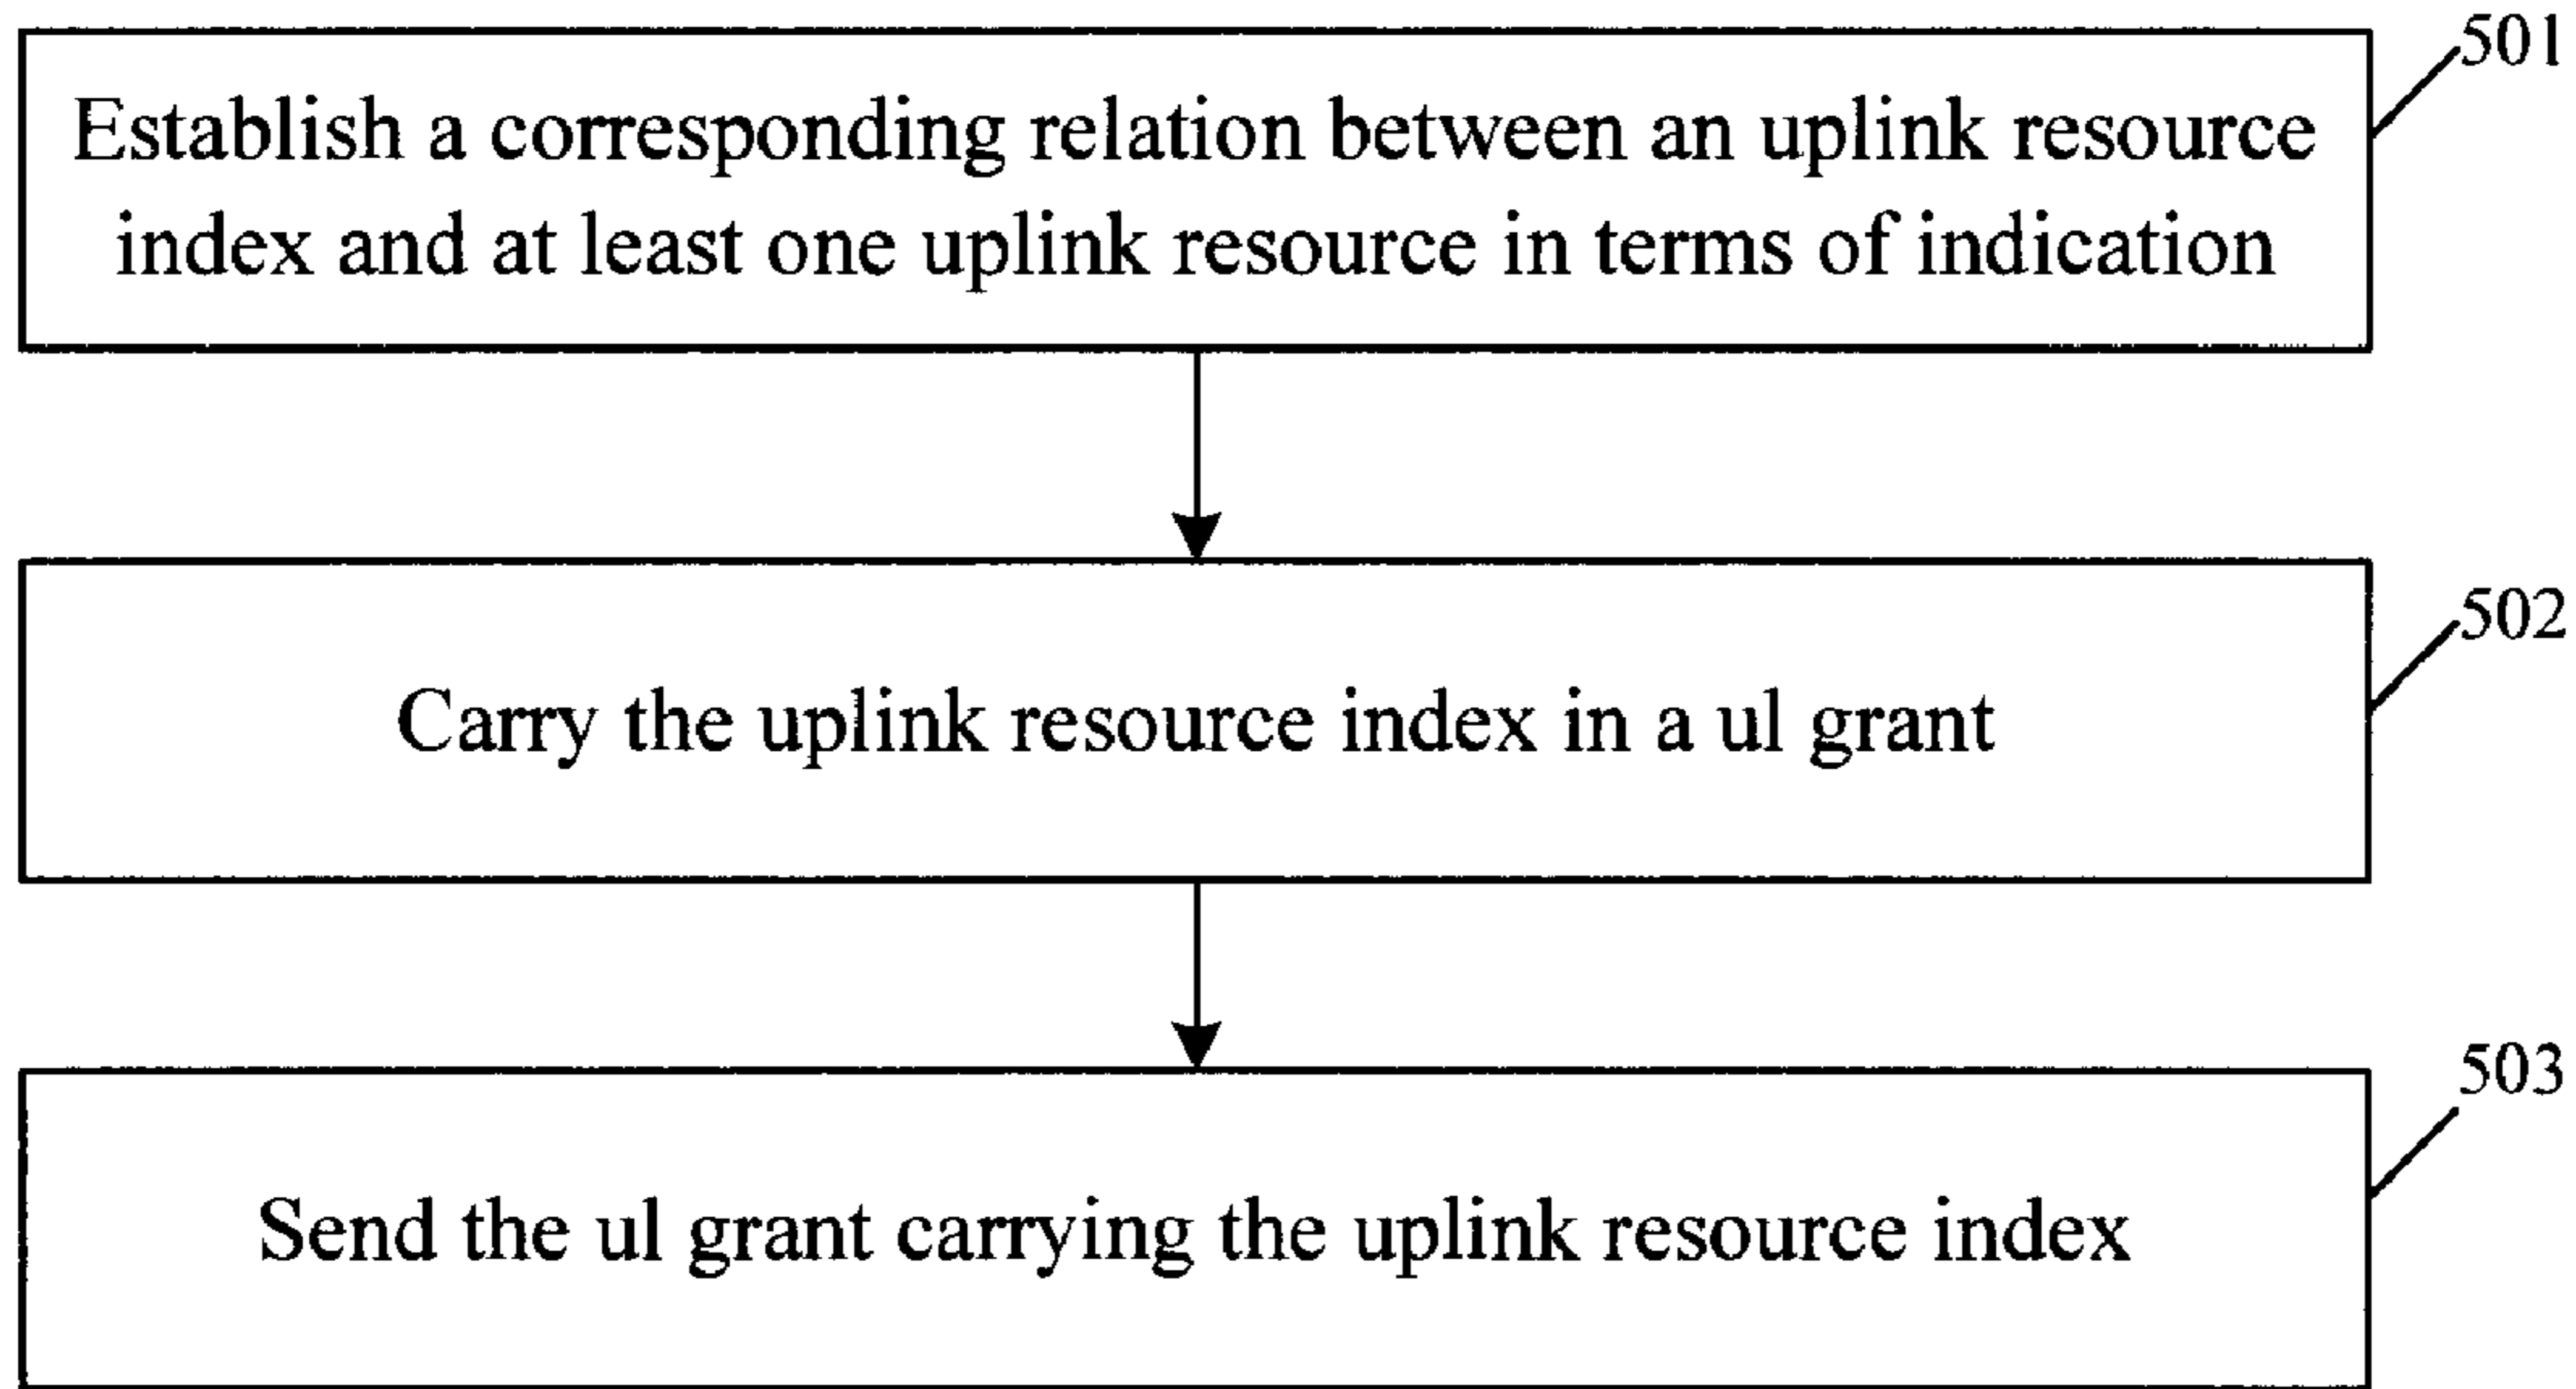 501
Establish a corresponding relation between an uplink resource
index and at least one uplink resource in terms of indication
502
Carry the uplink resource index in a ul grant
503
Send the ul grant carrying the uplink resource index